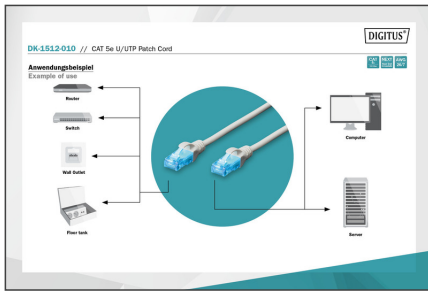 DIGITUS®
DK-1512-010 // CAT 5e U/UTP Patch Cord
Anwendungsbeispiel
Example of use
Router
Switch
Wall Outlet
Floor tank
Computer
Server